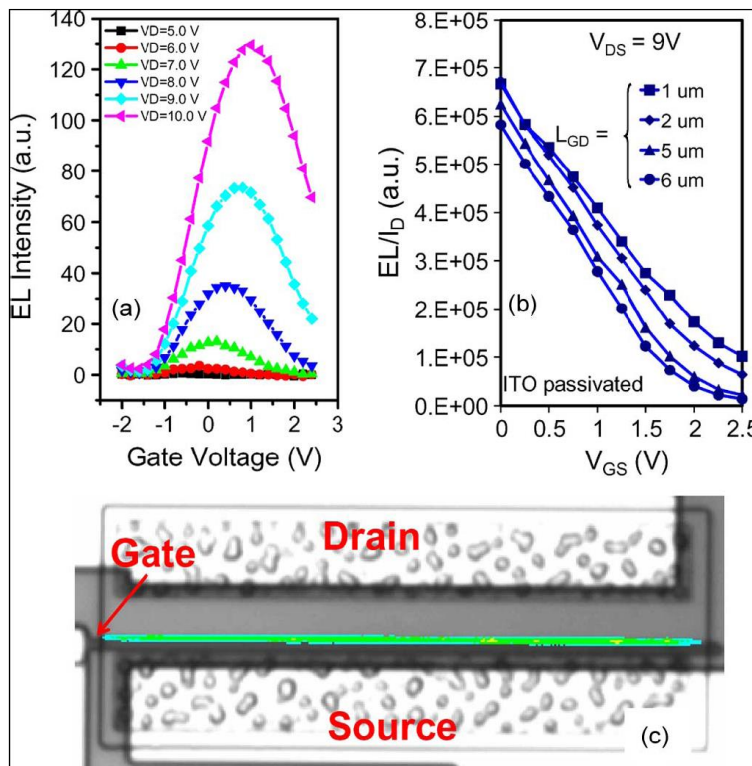 140
120
100
80
60
40
20
0
EL Intensity (a.u.)
VD=5.0 V
VD=6.0 V
VD=7.0 V
VD=8.0 V
VD=9.0 V
VD=10.0 V
(a)
-2 -1 0 1 2 3
Gate Voltage (V)
8.E+05
7.E+05
6.E+05
5.E+05
4.E+05
3.E+05
2.E+05
1.E+05
0.E+00
EL/ID (a.u.)
VDS = 9V
LGD =
1 um
2 um
5 um
6 um
(b)
ITO passivated
0 0.5 1 1.5 2 2.5
VGS (V)
Drain
Gate
Source
(c)